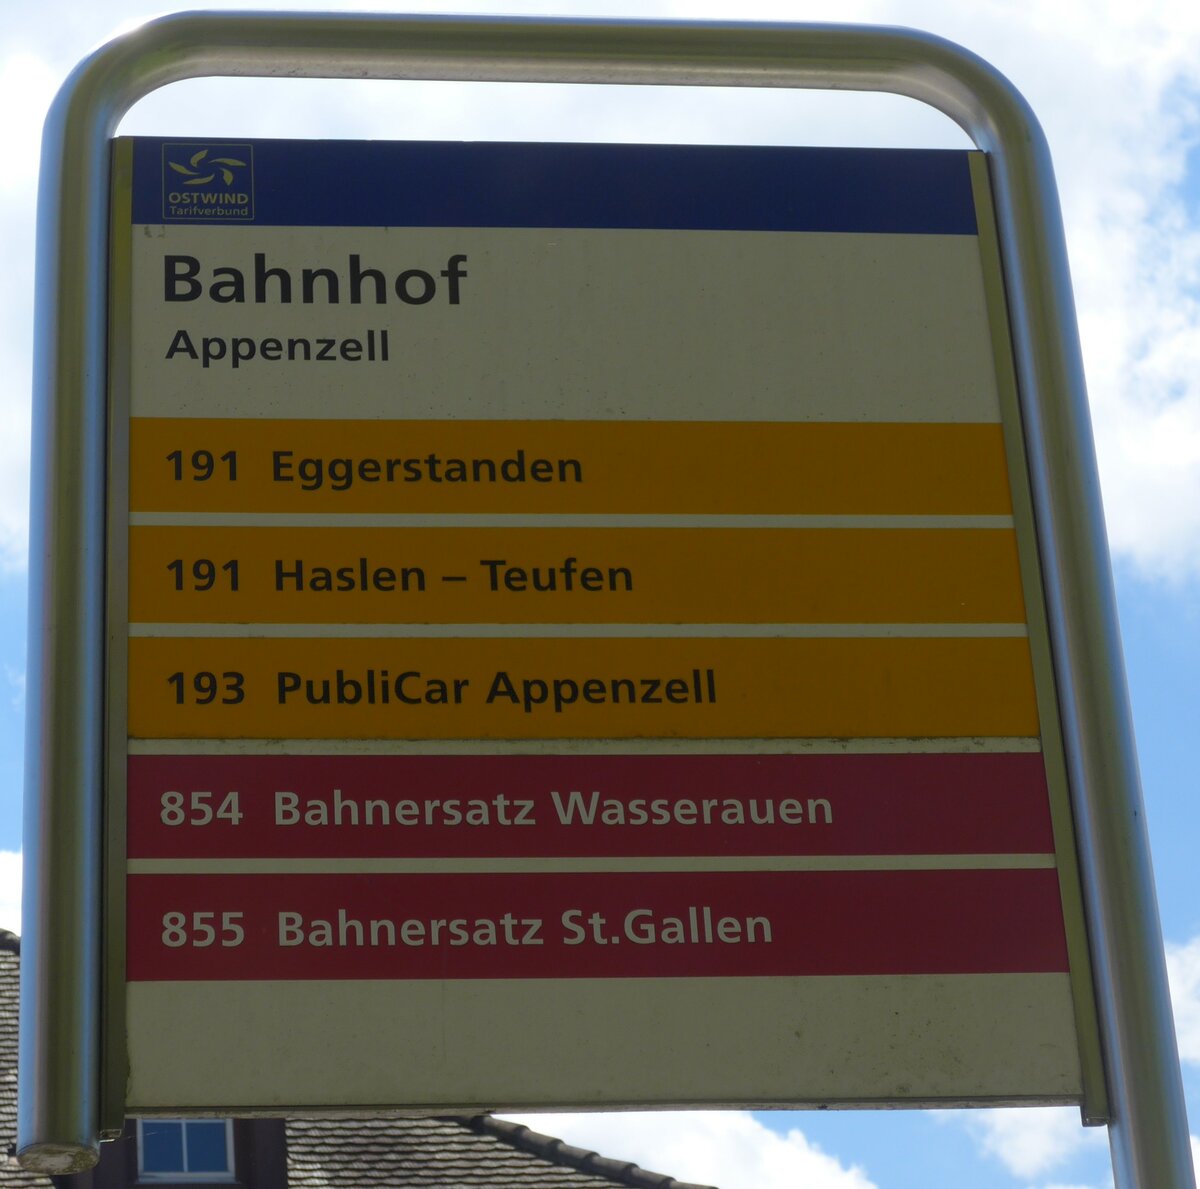 OSTWIND
Tarifverbund
Bahnhof
Appenzell
191 Eggerstanden
191 Haslen – Teufen
193 PubliCar Appenzell
854 Bahnersatz Wasserauen
855 Bahnersatz St.Gallen